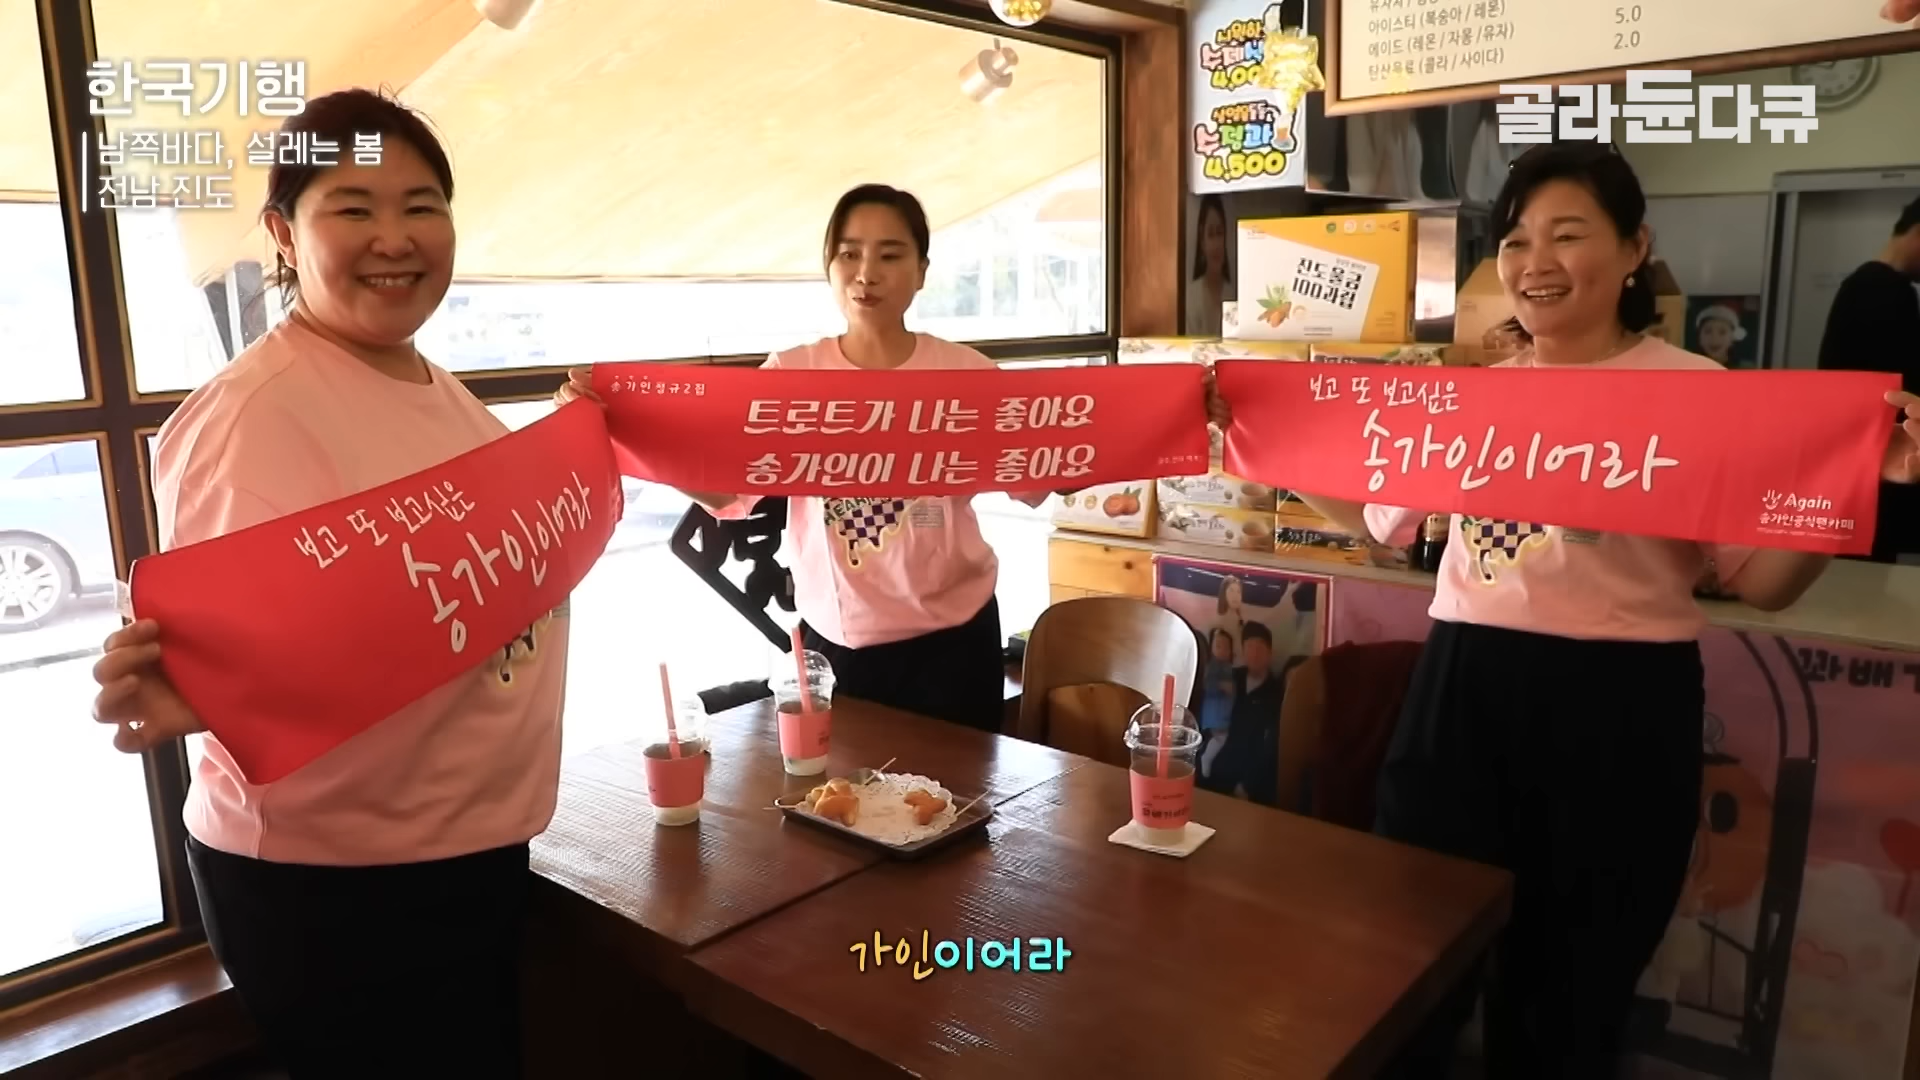 한국기행
남쪽바다, 설레는 봄
전남 진도
골라듄다큐
아이스티 (복숭아 / 레몬)
에이드 (레몬 / 자몽 / 유자)
탄산음료 (콜라 / 사이다)
5.0
2.0
수정과
4,500
진도울금
100과립
송가인정규2집
트로트가 나는 좋아요
송가인이 나는 좋아요
보고 또 보고싶은
송가인이어라
Again
송가인공식팬카페
보고 또 보고싶은
송가인이어라
꽈배기
가인이어라